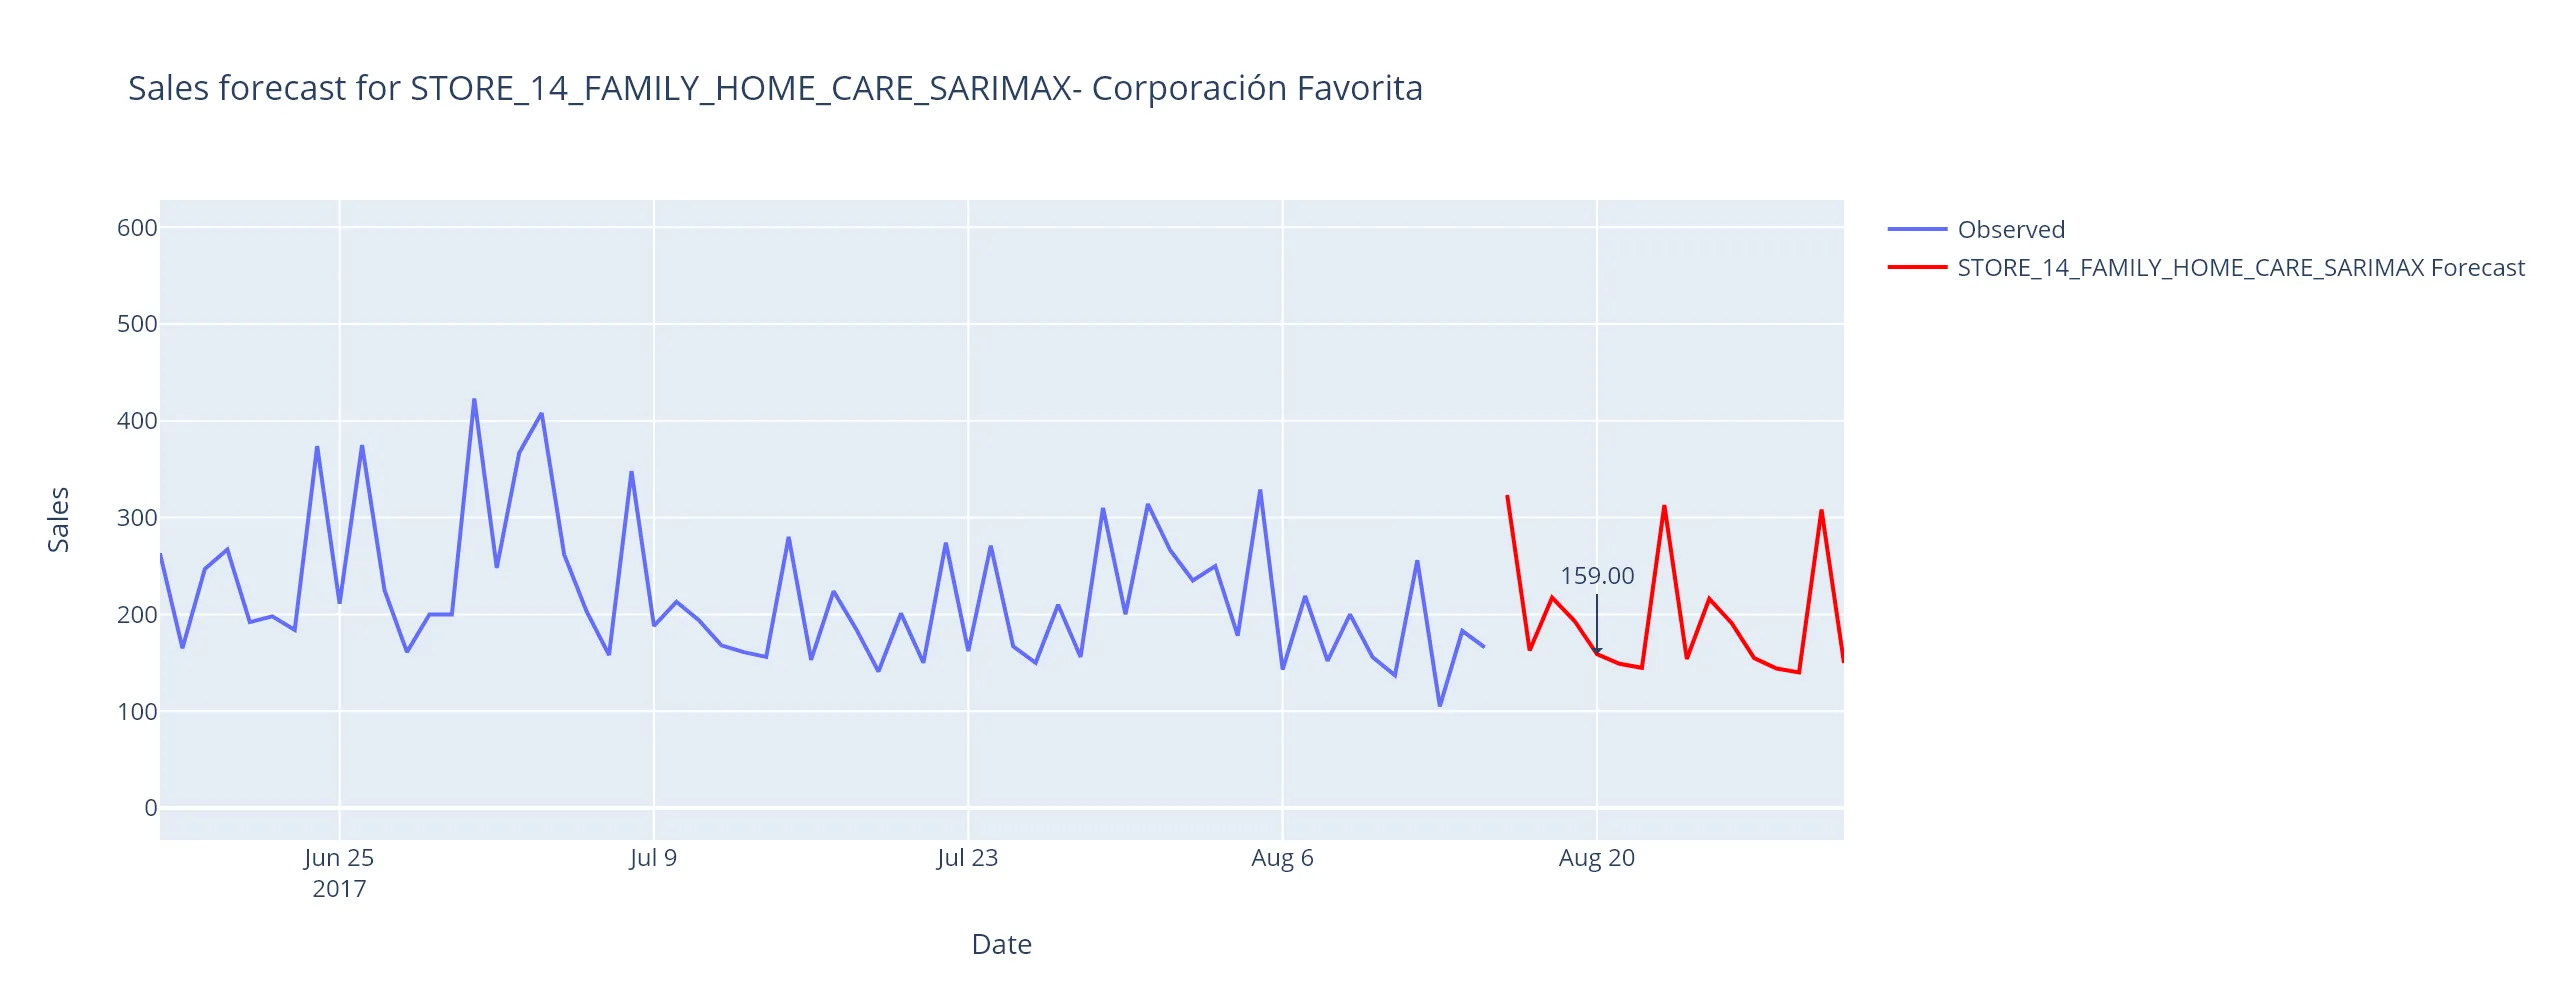 Sales forecast for STORE_14_FAMILY_HOME_CARE_SARIMAX- Corporación Favorita
Observed
STORE_14_FAMILY_HOME_CARE_SARIMAX Forecast
600
500
400
300
200
100
0
Sales
159.00
Jun 25
2017
Jul 9
Jul 23
Aug 6
Aug 20
Date